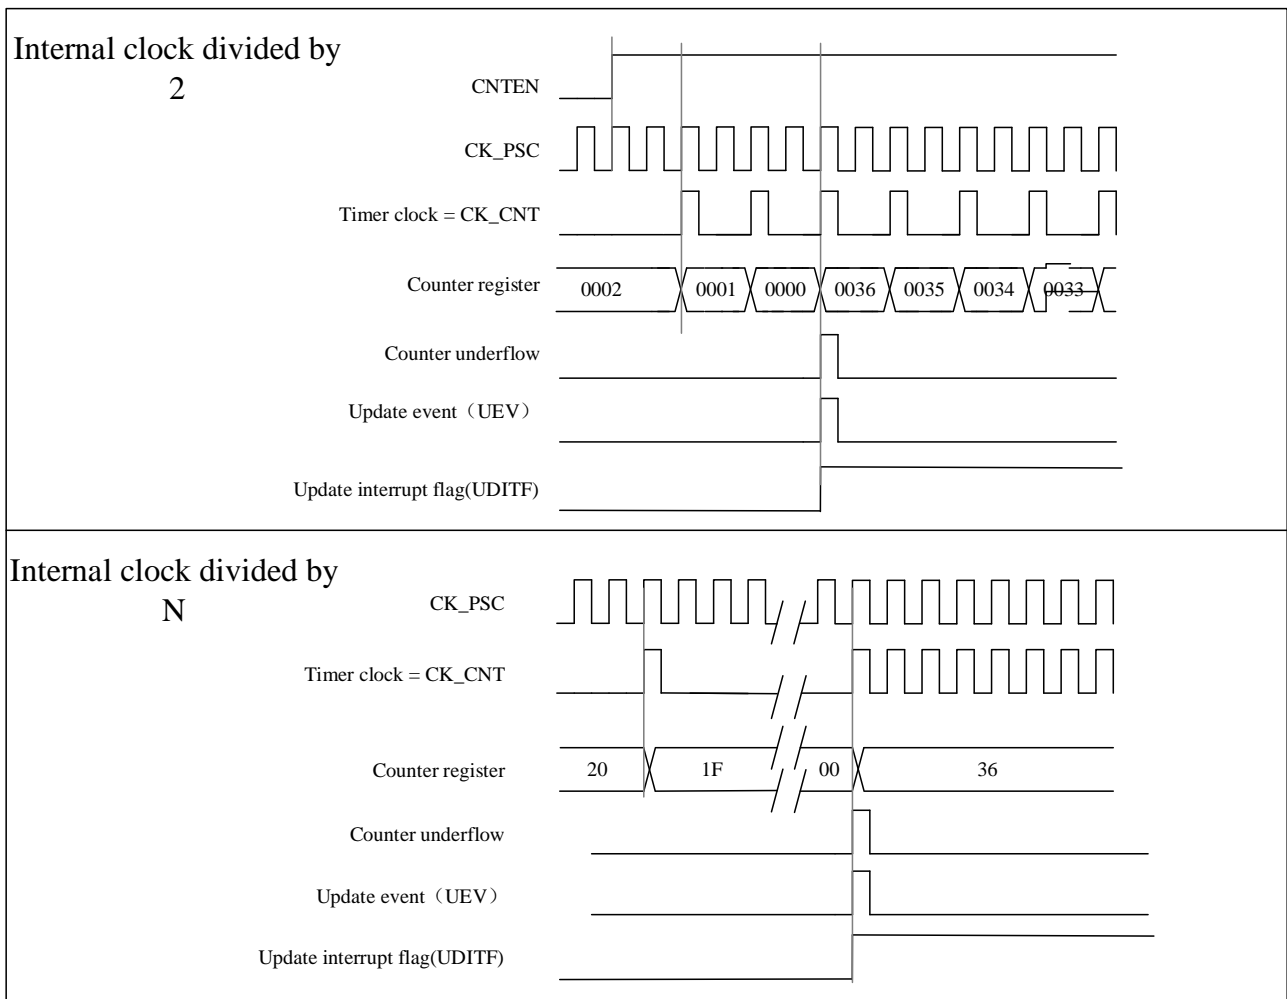 Internal clock divided by
2
CNTEN
CK_PSC
Timer clock = CK_CNT
Counter register
0002 0001 0000 0036 0035 0034 0033
Counter underflow
Update event（UEV）
Update interrupt flag(UDITF)
Internal clock divided by
N
CK_PSC
Timer clock = CK_CNT
Counter register
20 1F 00 36
Counter underflow
Update event（UEV）
Update interrupt flag(UDITF)